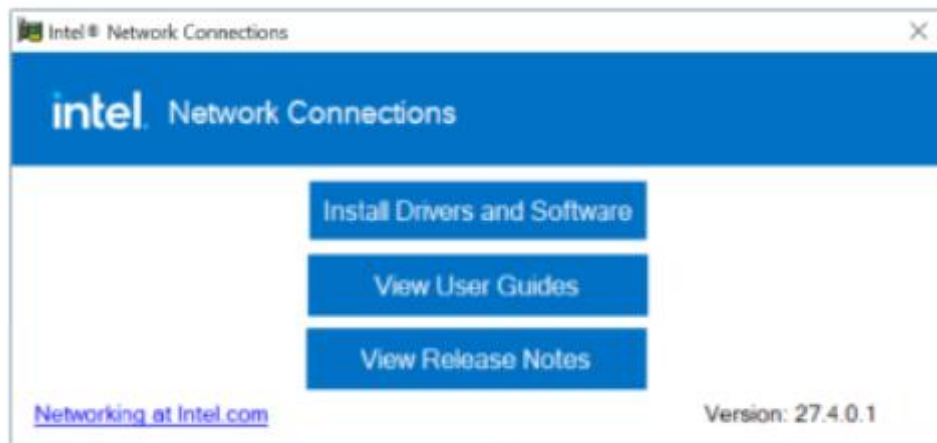 Intel® Network Connections
intel. Network Connections
Install Drivers and Software
View User Guides
View Release Notes
Networking at Intel.com
Version: 27.4.0.1